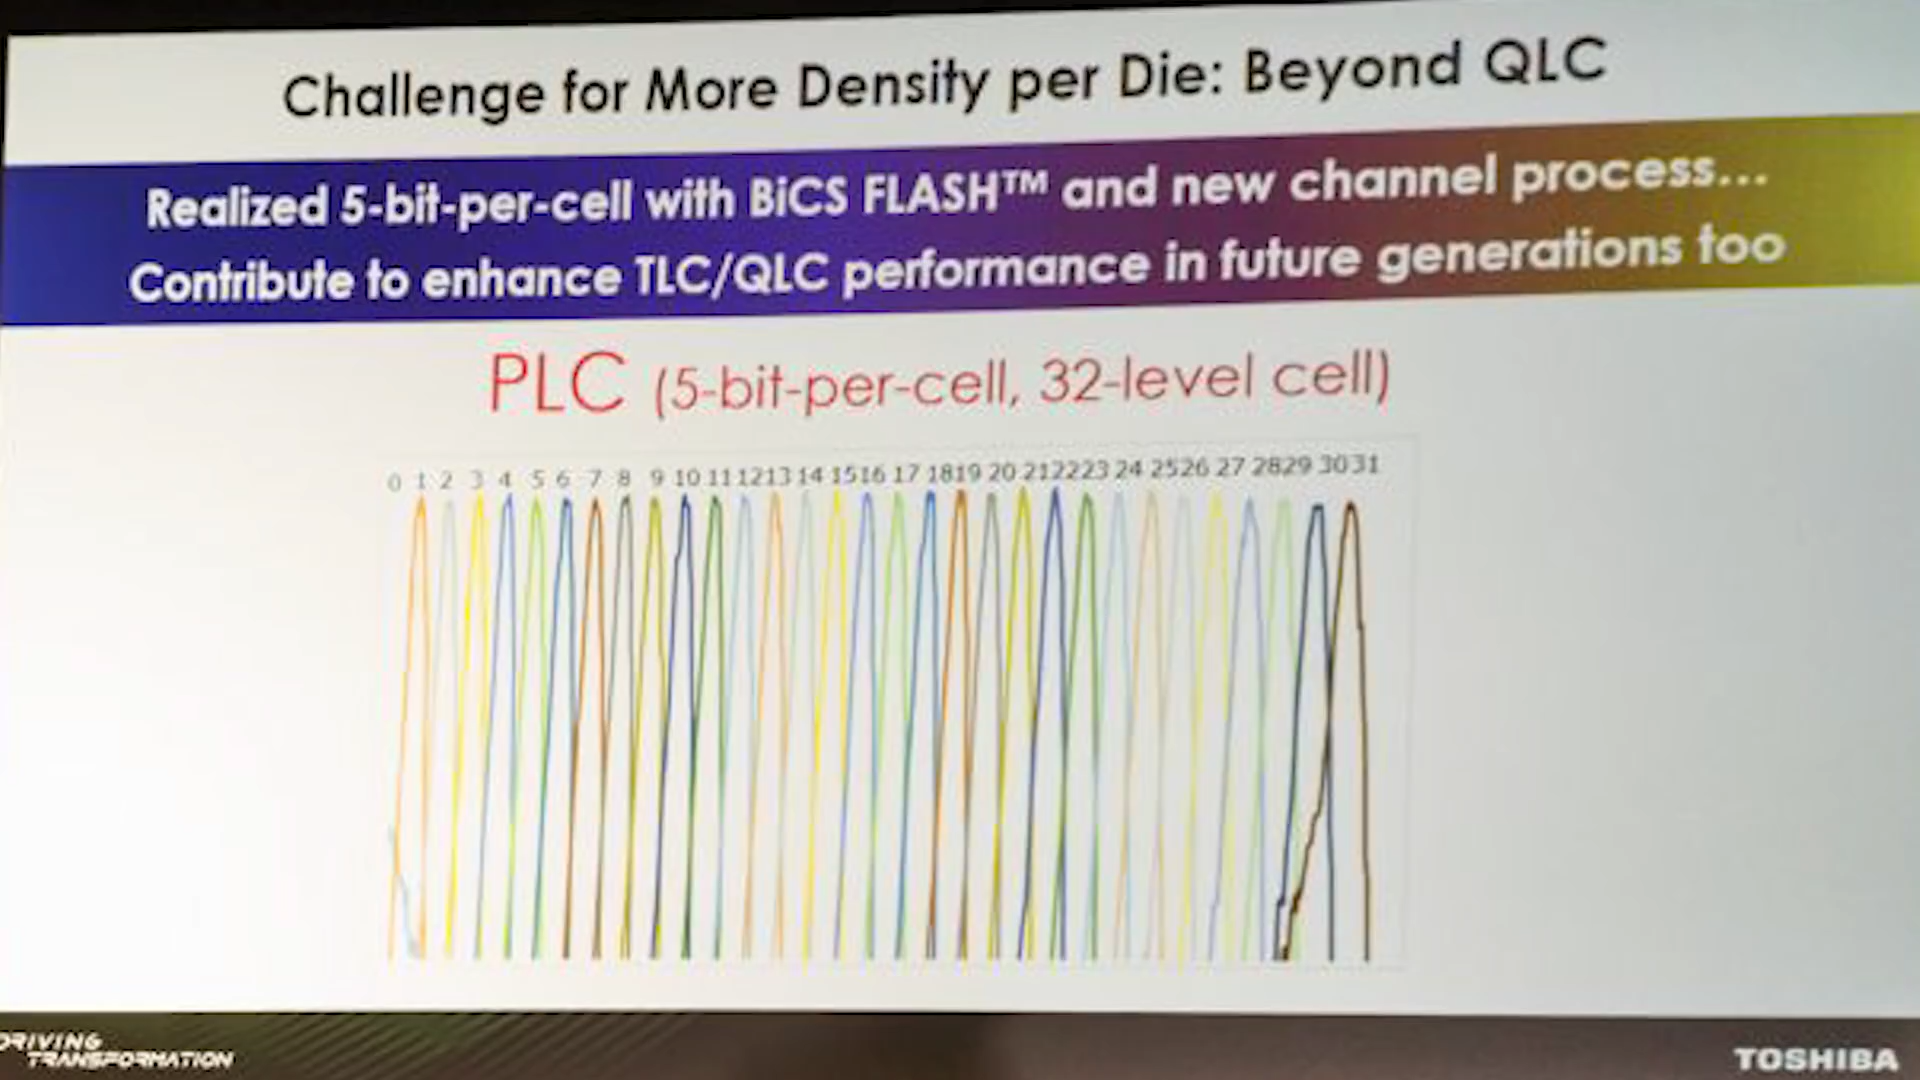 Challenge for More Density per Die: Beyond QLC
Realized 5-bit-per-cell with BiCS FLASH™ and new channel process...
Contribute to enhance TLC/QLC performance in future generations too
PLC (5-bit-per-cell, 32-level cell)
0 1 2 3 4 5 6 7 8 9 10 11 12 13 14 15 16 17 18 19 20 21 22 23 24 25 26 27 28 29 30 31
DRIVING
TRANSFORMATION
TOSHIBA